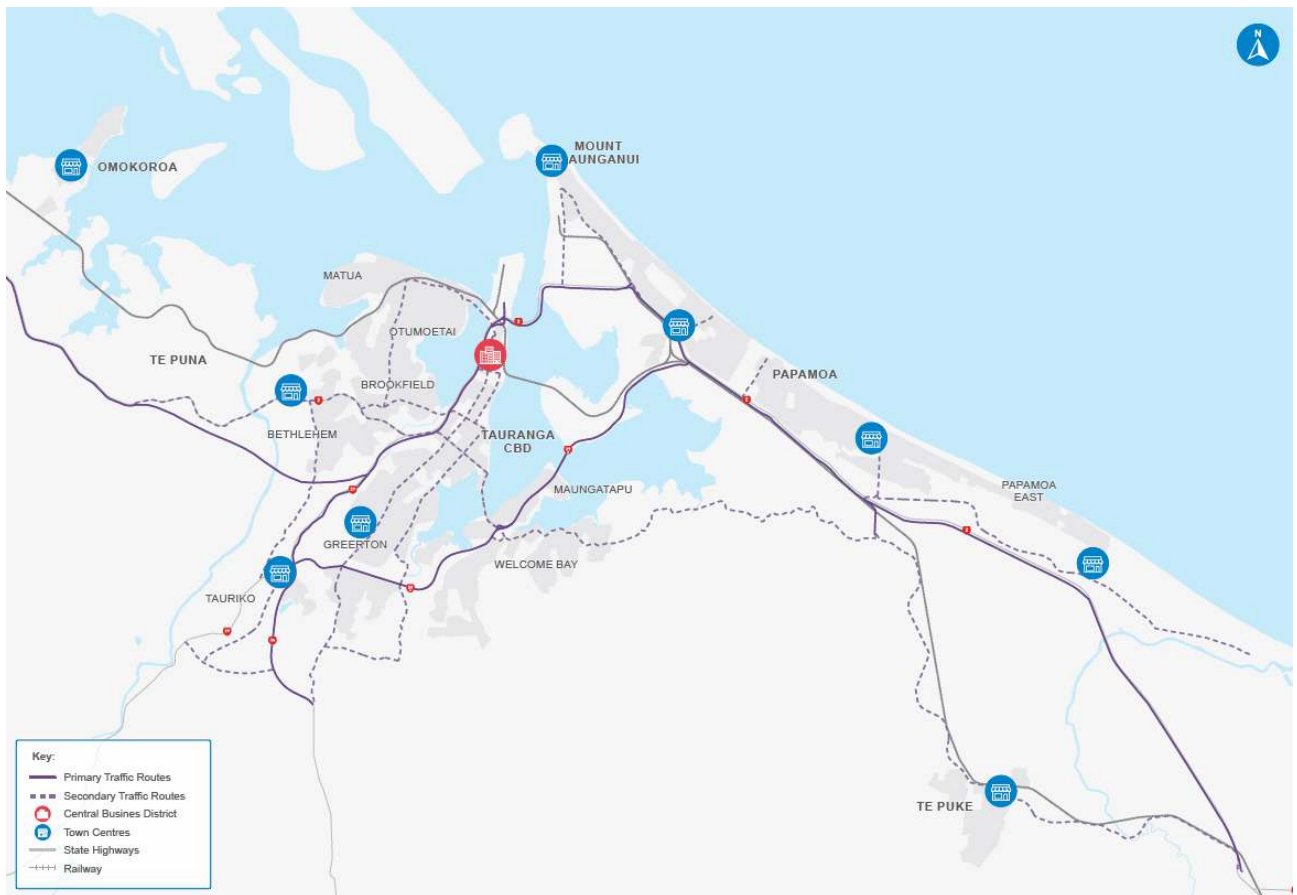 N
MOUNT
AUNGANUI
OMOKOROA
MATUA
OTUMOETAI
TE PUNA
BROOKFIELD
PAPAMOA
BETHLEHEM
TAURANGA
CBD
MAUNGATAPU
PAPAMOA
EAST
GREERTON
WELCOME BAY
TAURIKO
TE PUKE
Key:
Primary Traffic Routes
Secondary Traffic Routes
Central Busines District
Town Centres
State Highways
Railway